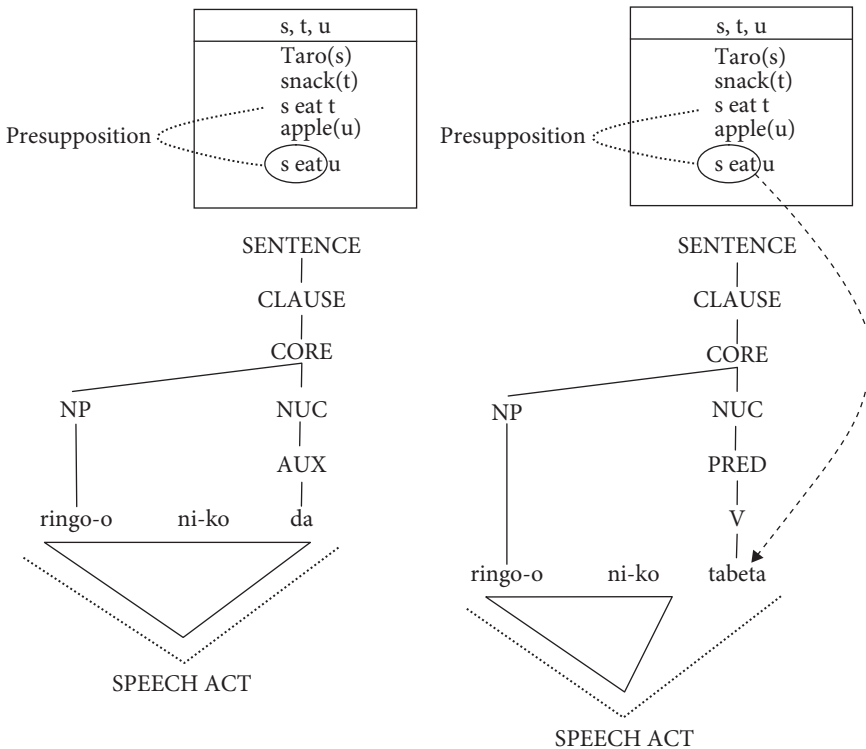 s, t, u
Taro(s)
snack(t)
s eat t
apple(u)
s eat u
Presupposition
SENTENCE
CLAUSE
CORE
NP NUC
AUX
ringo-o ni-ko da
SPEECH ACT
s, t, u
Taro(s)
snack(t)
s eat t
apple(u)
s eat u
Presupposition
SENTENCE
CLAUSE
CORE
NP NUC
PRED
V
ringo-o ni-ko tabeta
SPEECH ACT